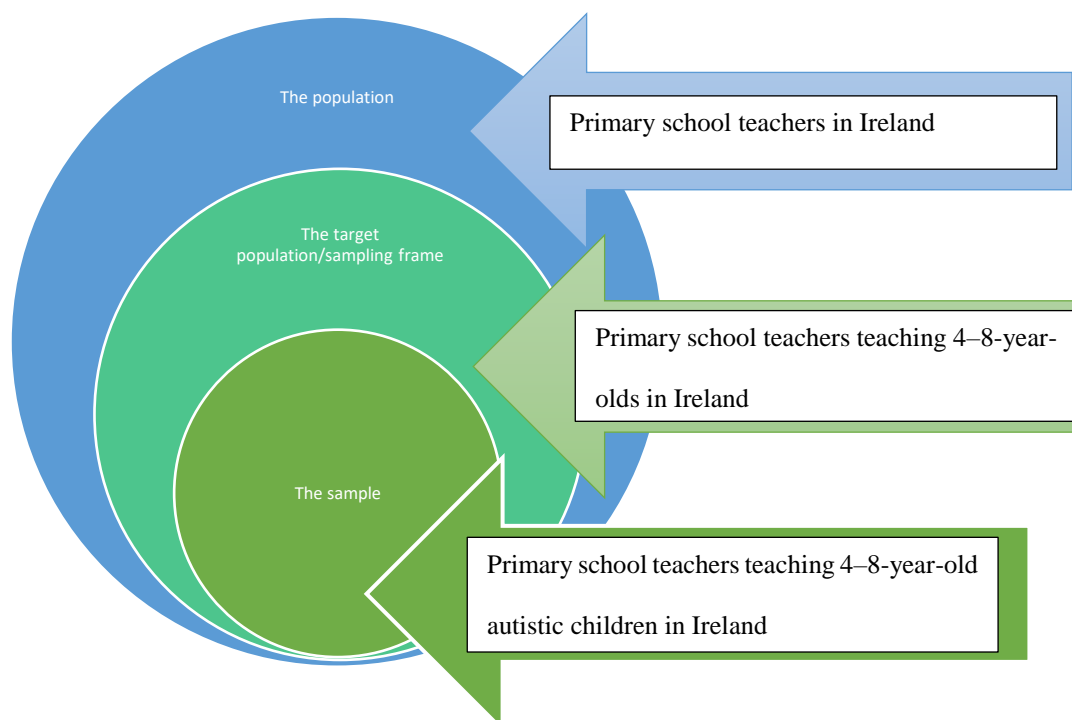 The population
Primary school teachers in Ireland
The target
population/sampling frame
Primary school teachers teaching 4–8-year-
olds in Ireland
The sample
Primary school teachers teaching 4–8-year-old
autistic children in Ireland